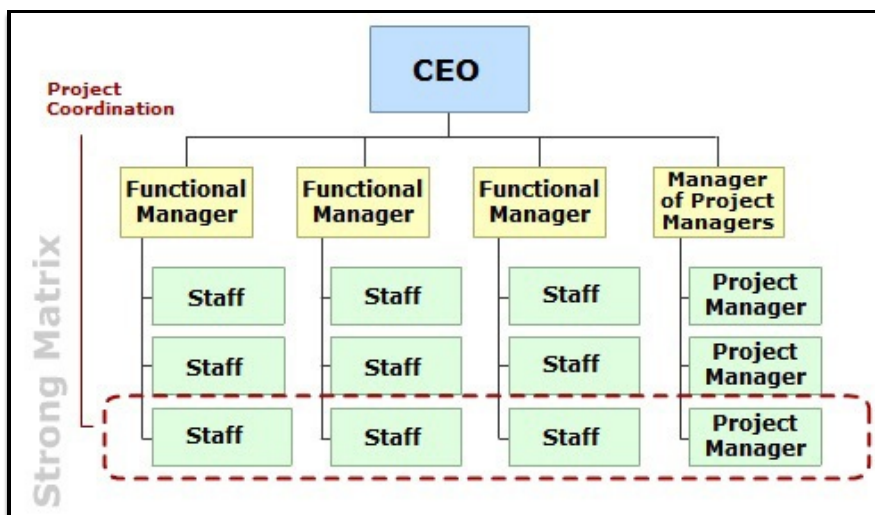 CEO
Project
Coordination
Functional
Manager
Functional
Manager
Functional
Manager
Manager
of Project
Managers
Staff
Staff
Staff
Project
Manager
Staff
Staff
Staff
Project
Manager
Staff
Staff
Staff
Project
Manager
Strong Matrix